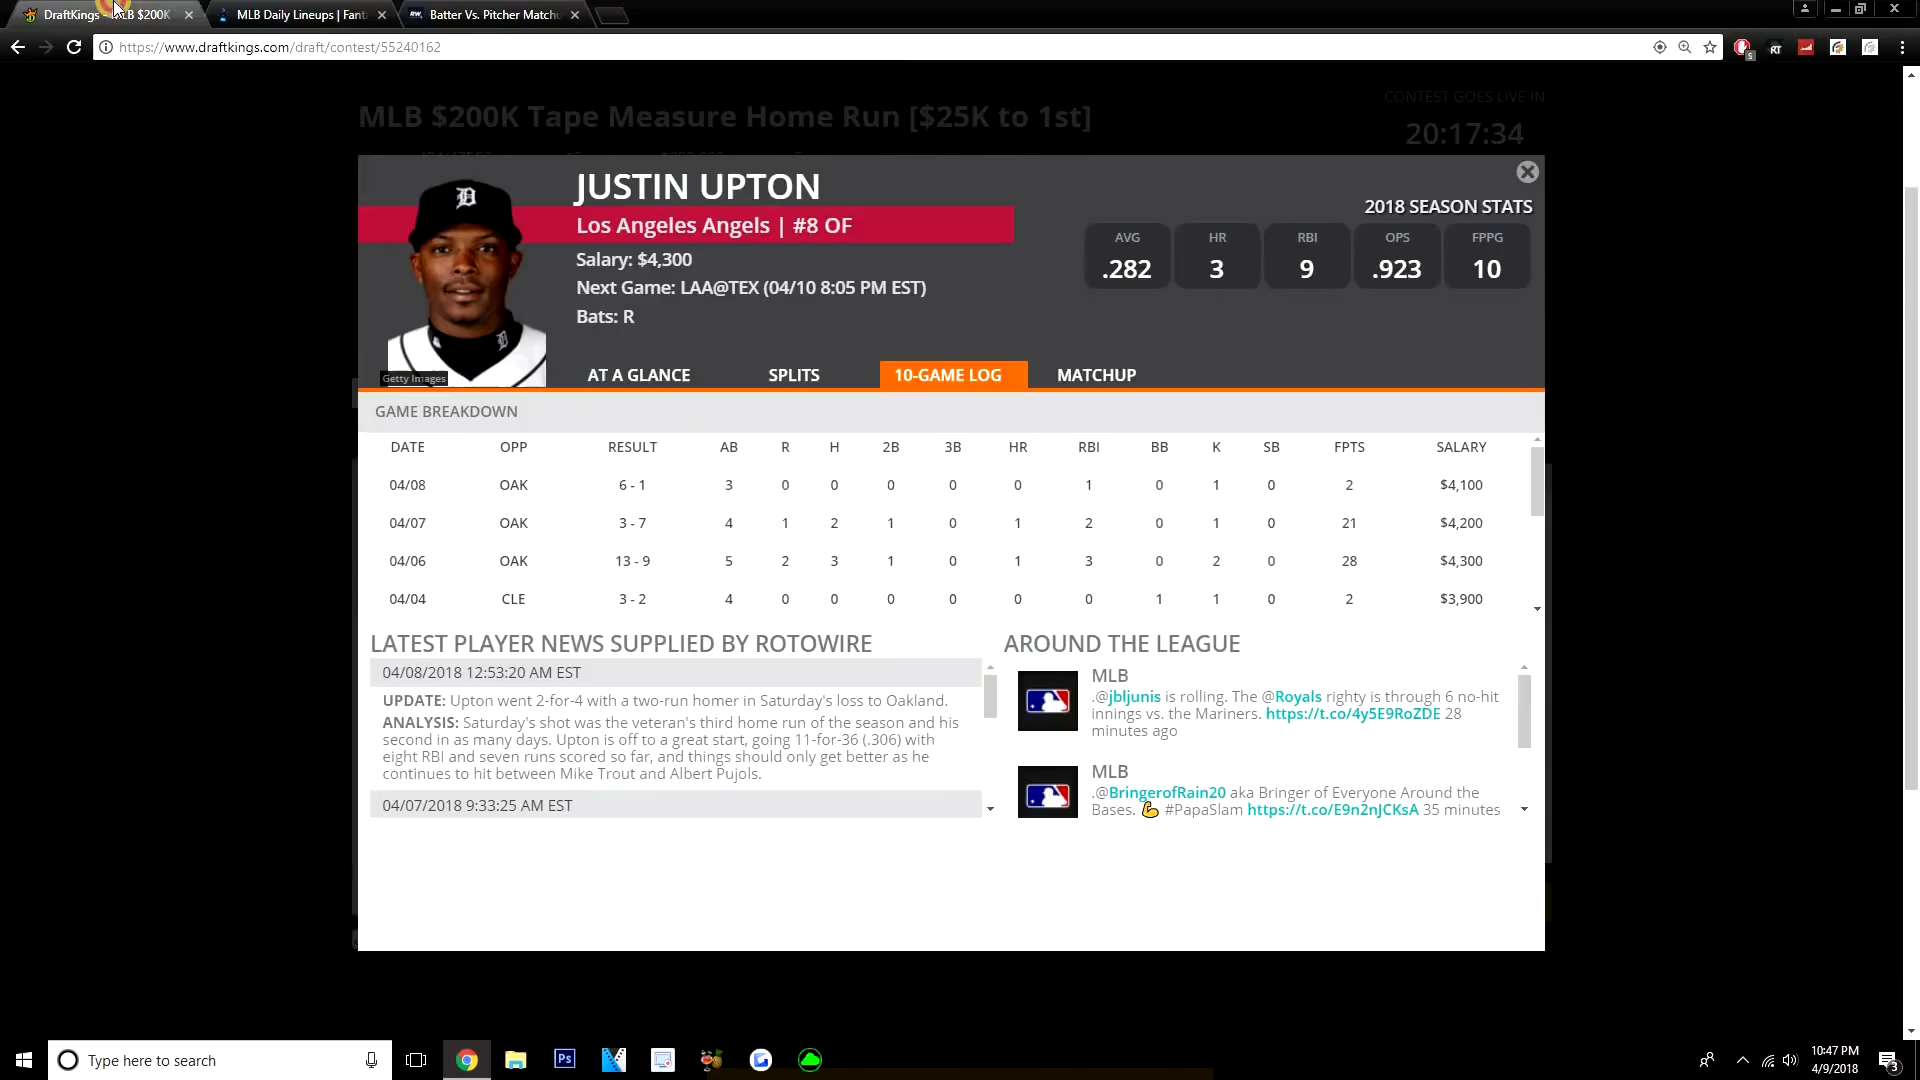 DraftKings - MLB $200K
MLB Daily Lineups | Fant
Batter Vs. Pitcher Matchu
https://www.draftkings.com/draft/contest/55240162
MLB $200K Tape Measure Home Run [$25K to 1st]
CONTEST GOES LIVE IN
20:17:34
JUSTIN UPTON
Los Angeles Angels | #8 OF
Salary: $4,300
Next Game: LAA@TEX (04/10 8:05 PM EST)
Bats: R
Getty Images
2018 SEASON STATS
AVG HR RBI OPS FPPG
.282 3 9 .923 10
AT A GLANCE SPLITS 10-GAME LOG MATCHUP
GAME BREAKDOWN
DATE OPP RESULT AB R H 2B 3B HR RBI BB K SB FPTS SALARY
04/08 OAK 6 - 1 3 0 0 0 0 0 1 0 1 0 2 $4,100
04/07 OAK 3 - 7 4 1 2 1 0 1 2 0 1 0 21 $4,200
04/06 OAK 13 - 9 5 2 3 1 0 1 3 0 2 0 28 $4,300
04/04 CLE 3 - 2 4 0 0 0 0 0 0 1 1 0 2 $3,900
LATEST PLAYER NEWS SUPPLIED BY ROTOWIRE
04/08/2018 12:53:20 AM EST
UPDATE: Upton went 2-for-4 with a two-run homer in Saturday's loss to Oakland.
ANALYSIS: Saturday's shot was the veteran's third home run of the season and his
second in as many days. Upton is off to a great start, going 11-for-36 (.306) with
eight RBI and seven runs scored so far, and things should only get better as he
continues to hit between Mike Trout and Albert Pujols.
04/07/2018 9:33:25 AM EST
AROUND THE LEAGUE
MLB
.@jbljunis is rolling. The @Royals righty is through 6 no-hit
innings vs. the Mariners. https://t.co/4y5E9RoZDE 28
minutes ago
MLB
.@BringerofRain20 aka Bringer of Everyone Around the
Bases. 💪 #PapaSlam https://t.co/E9n2nJCKsA 35 minutes
Type here to search
Ps
10:47 PM
4/9/2018
3